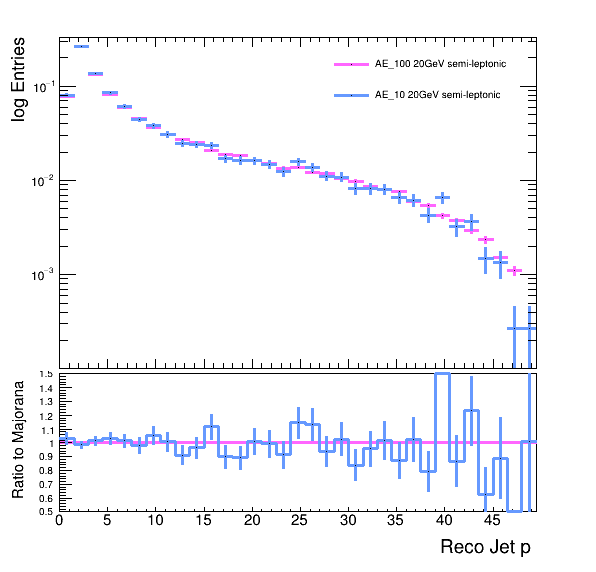 log Entries
AE_100 20GeV semi-leptonic
AE_10 20GeV semi-leptonic
10⁻¹
10⁻²
10⁻³
Ratio to Majorana
1.5
1.4
1.3
1.2
1.1
1
0.9
0.8
0.7
0.6
0.5
0 5 10 15 20 25 30 35 40 45
Reco Jet p